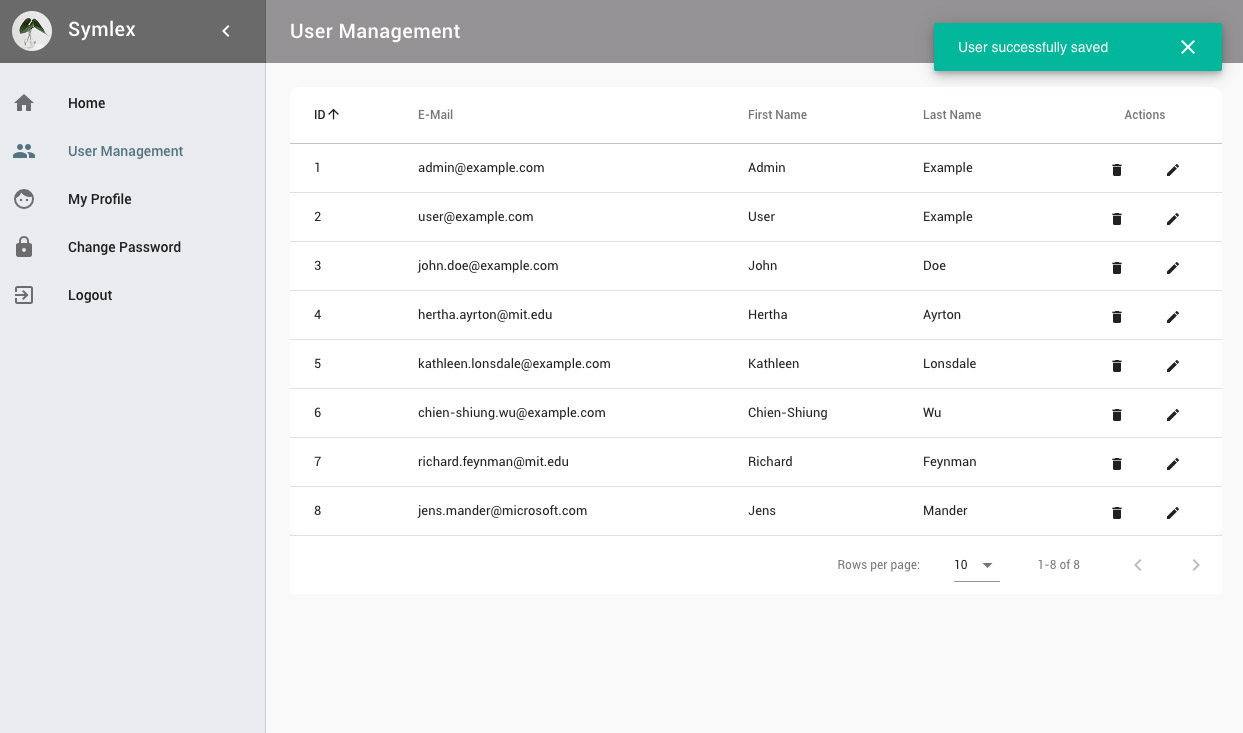 Symlex
User Management
User successfully saved
Home
User Management
My Profile
Change Password
Logout
ID E-Mail First Name Last Name Actions
1 admin@example.com Admin Example
2 user@example.com User Example
3 john.doe@example.com John Doe
4 hertha.ayrton@mit.edu Hertha Ayrton
5 kathleen.lonsdale@example.com Kathleen Lonsdale
6 chien-shiung.wu@example.com Chien-Shiung Wu
7 richard.feynman@mit.edu Richard Feynman
8 jens.mander@microsoft.com Jens Mander
Rows per page: 10 1-8 of 8